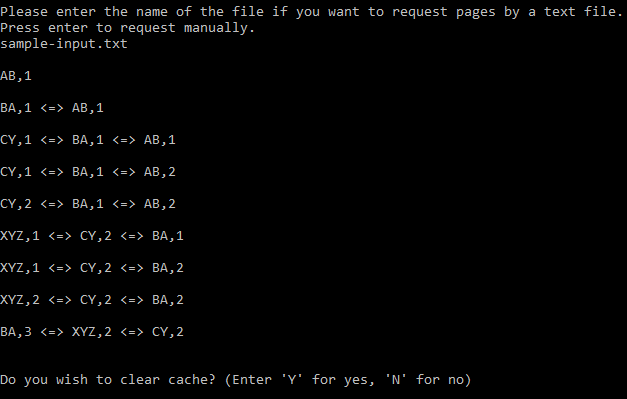 Please enter the name of the file if you want to request pages by a text file.
Press enter to request manually.
sample-input.txt
AB,1
BA,1 <=> AB,1
CY,1 <=> BA,1 <=> AB,1
CY,1 <=> BA,1 <=> AB,2
CY,2 <=> BA,1 <=> AB,2
XYZ,1 <=> CY,2 <=> BA,1
XYZ,1 <=> CY,2 <=> BA,2
XYZ,2 <=> CY,2 <=> BA,2
BA,3 <=> XYZ,2 <=> CY,2
Do you wish to clear cache? (Enter 'Y' for yes, 'N' for no)